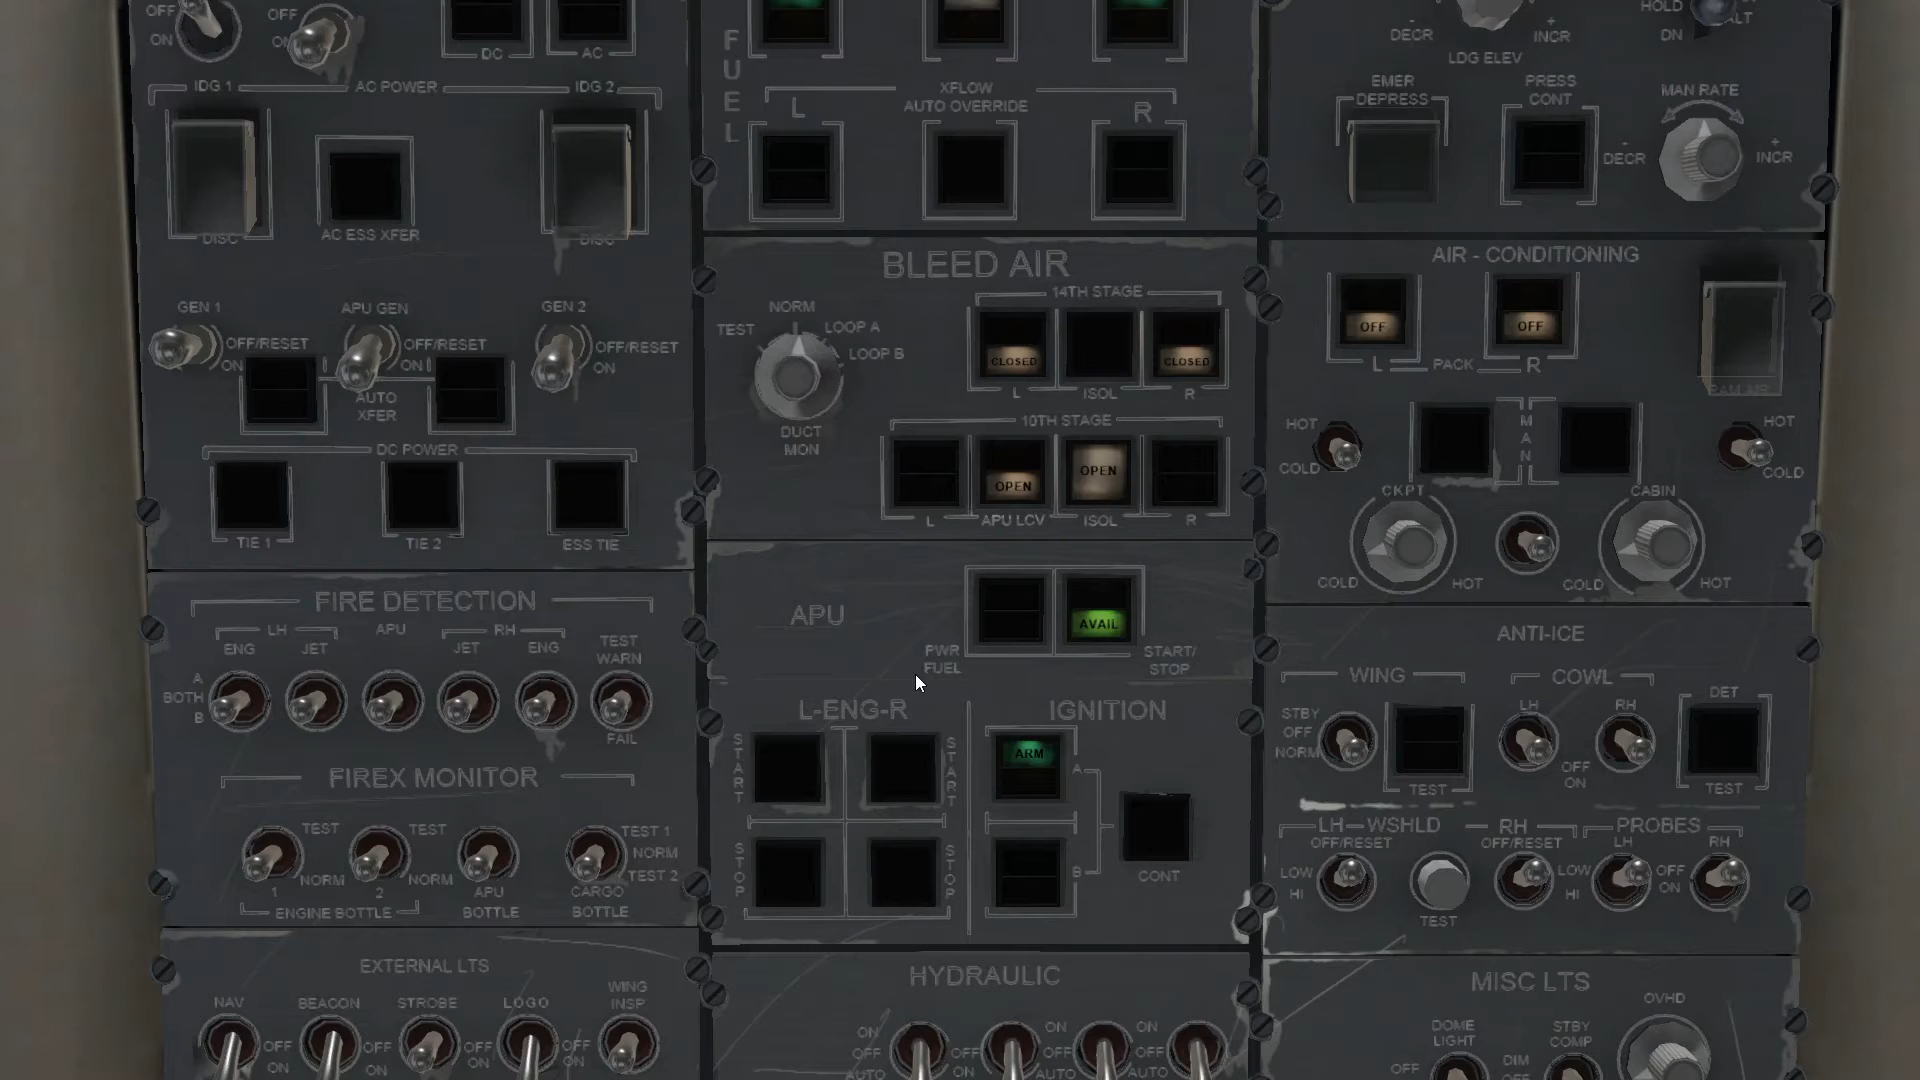 OFF
ON
OFF
ON
DC
AC
IDG 1
AC POWER
IDG 2
DISC
AC ESS XFER
DISC
GEN 1
APU GEN
GEN 2
OFF/RESET
ON
OFF/RESET
ON
OFF/RESET
ON
AUTO
XFER
DC POWER
TIE 1
TIE 2
ESS TIE
FIRE DETECTION
LH
APU
RH
TEST
WARN
ENG
JET
JET
ENG
A
BOTH
B
FAIL
FIREX MONITOR
TEST
TEST
TEST 1
NORM
NORM
NORM
TEST 2
1
2
APU
CARGO
ENGINE BOTTLE
BOTTLE
BOTTLE
EXTERNAL LTS
NAV
BEACON
STROBE
LOGO
WING
INSP
OFF
ON
OFF
ON
OFF
ON
OFF
ON
FUEL
XFLOW
AUTO OVERRIDE
L
R
BLEED AIR
14TH STAGE
NORM
TEST
LOOP A
LOOP B
CLOSED
CLOSED
L
ISOL
R
DUCT
MON
10TH STAGE
OPEN
OPEN
L
APU LCV
ISOL
R
APU
AVAIL
PWR
FUEL
START/
STOP
L-ENG-R
IGNITION
START
START
ARM
A
STOP
STOP
B
CONT
HYDRAULIC
ON
OFF
AUTO
OFF
ON
ON
OFF
AUTO
ON
OFF
AUTO
HOLD
ALT
DN
DECR
INCR
LDG ELEV
EMER
DEPRESS
PRESS
CONT
MAN RATE
- DECR
+ INCR
AIR - CONDITIONING
OFF
OFF
L
PACK
R
RAM AIR
HOT
COLD
MAN
HOT
COLD
CKPT
CABIN
COLD
HOT
COLD
HOT
ANTI-ICE
WING
COWL
DET
STBY
OFF
NORM
LH
RH
OFF
ON
TEST
TEST
LH
WSHLD
RH
PROBES
OFF/RESET
OFF/RESET
LH
RH
LOW
HI
LOW
HI
OFF
ON
TEST
MISC LTS
OVHD
DOME
LIGHT
STBY
COMP
OFF
DIM
OFF